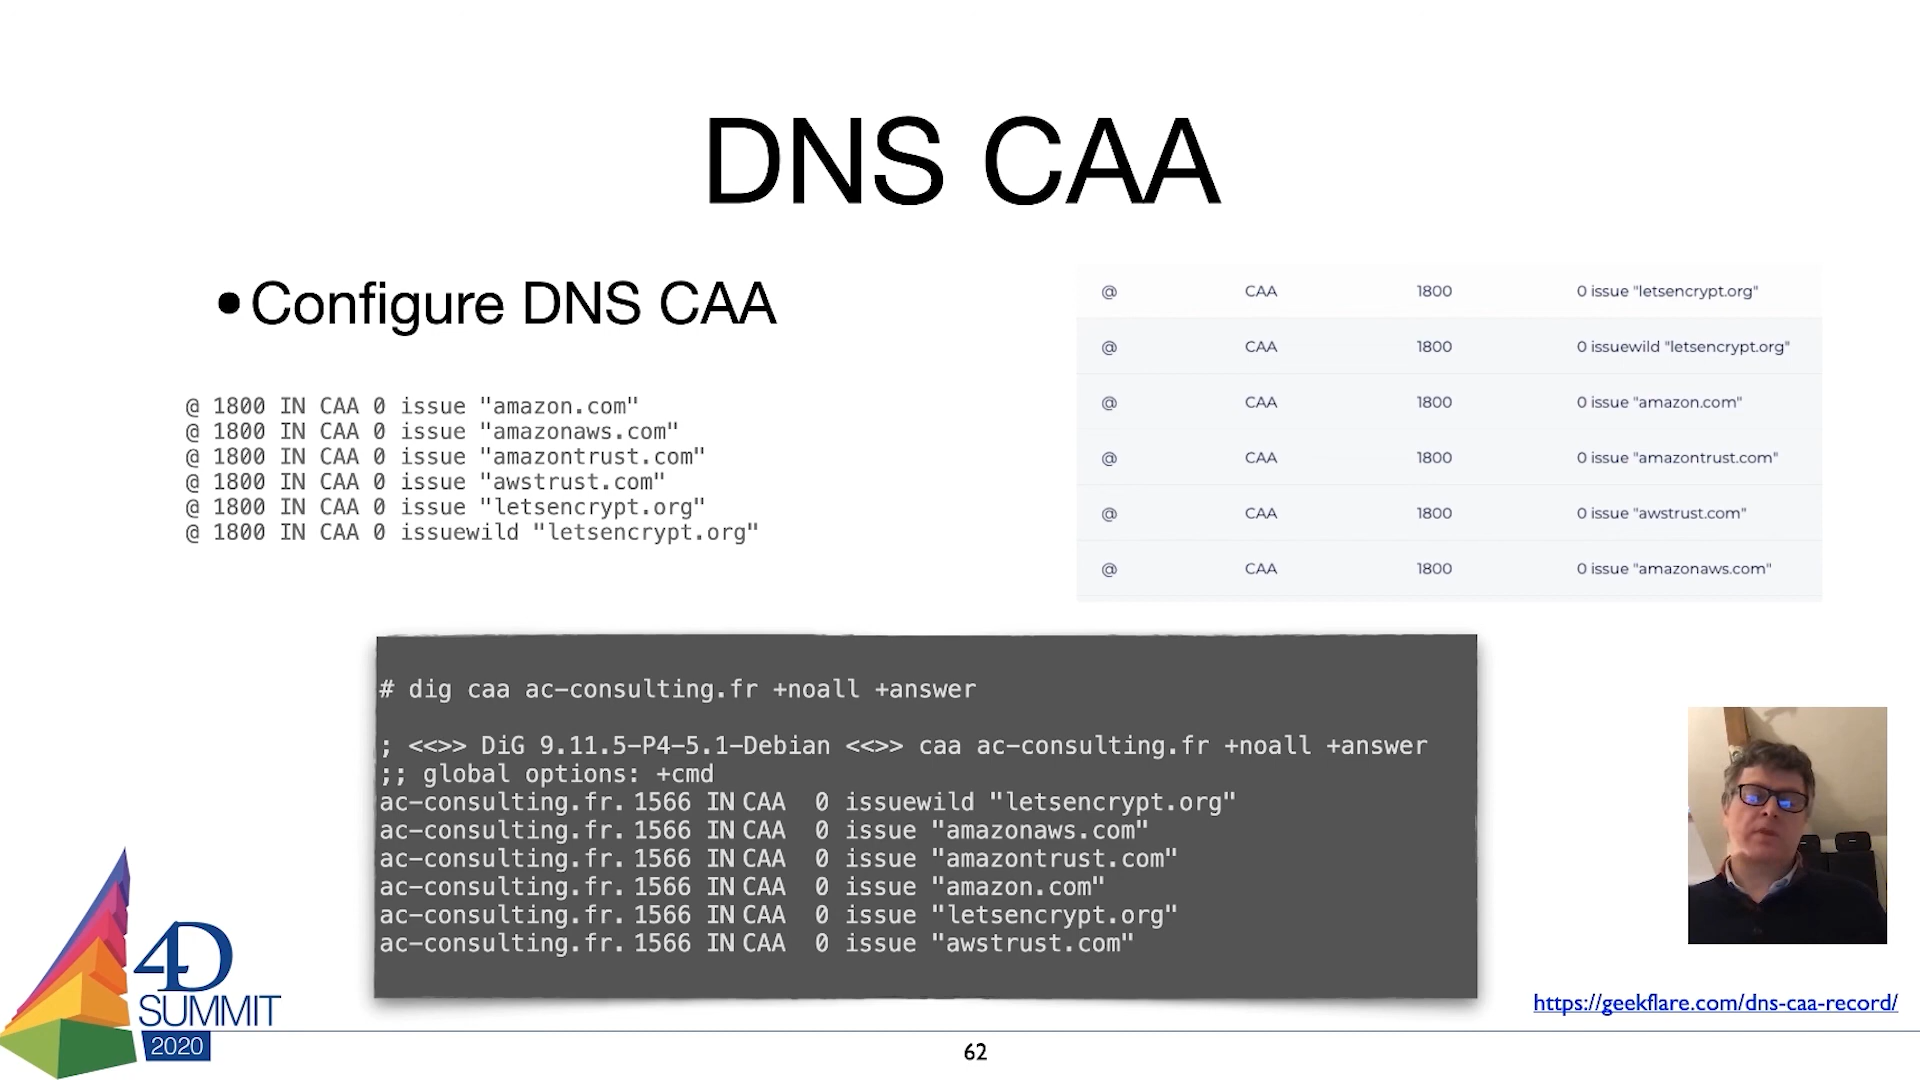 DNS CAA
•Configure DNS CAA
@ 1800 IN CAA 0 issue "amazon.com"
@ 1800 IN CAA 0 issue "amazonaws.com"
@ 1800 IN CAA 0 issue "amazontrust.com"
@ 1800 IN CAA 0 issue "awstrust.com"
@ 1800 IN CAA 0 issue "letsencrypt.org"
@ 1800 IN CAA 0 issuewild "letsencrypt.org"
@ CAA 1800 0 issue "letsencrypt.org"
@ CAA 1800 0 issuewild "letsencrypt.org"
@ CAA 1800 0 issue "amazon.com"
@ CAA 1800 0 issue "amazontrust.com"
@ CAA 1800 0 issue "awstrust.com"
@ CAA 1800 0 issue "amazonaws.com"
# dig caa ac-consulting.fr +noall +answer
; <<>> DiG 9.11.5-P4-5.1-Debian <<>> caa ac-consulting.fr +noall +answer
;; global options: +cmd
ac-consulting.fr. 1566 IN CAA 0 issuewild "letsencrypt.org"
ac-consulting.fr. 1566 IN CAA 0 issue "amazonaws.com"
ac-consulting.fr. 1566 IN CAA 0 issue "amazontrust.com"
ac-consulting.fr. 1566 IN CAA 0 issue "amazon.com"
ac-consulting.fr. 1566 IN CAA 0 issue "letsencrypt.org"
ac-consulting.fr. 1566 IN CAA 0 issue "awstrust.com"
4D
SUMMIT
2020
https://geekflare.com/dns-caa-record/
62